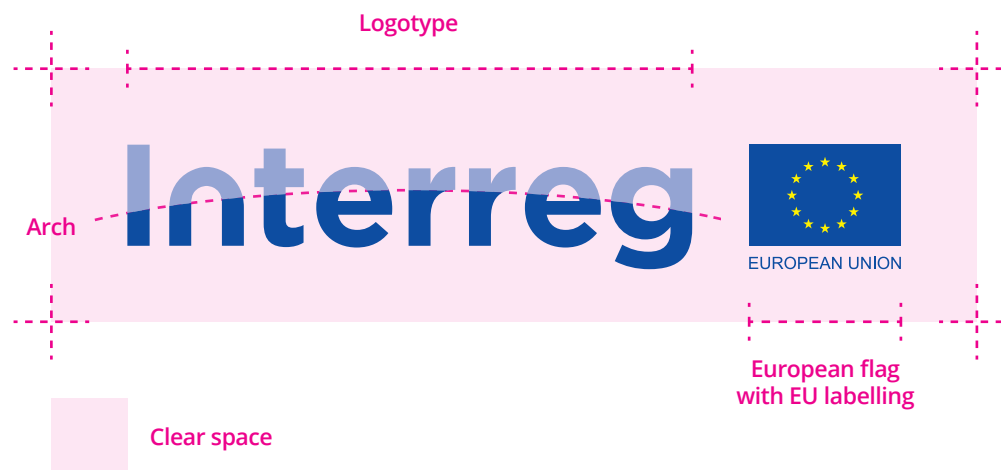 Logotype
Interreg
Arch
EUROPEAN UNION
European flag
with EU labelling
Clear space